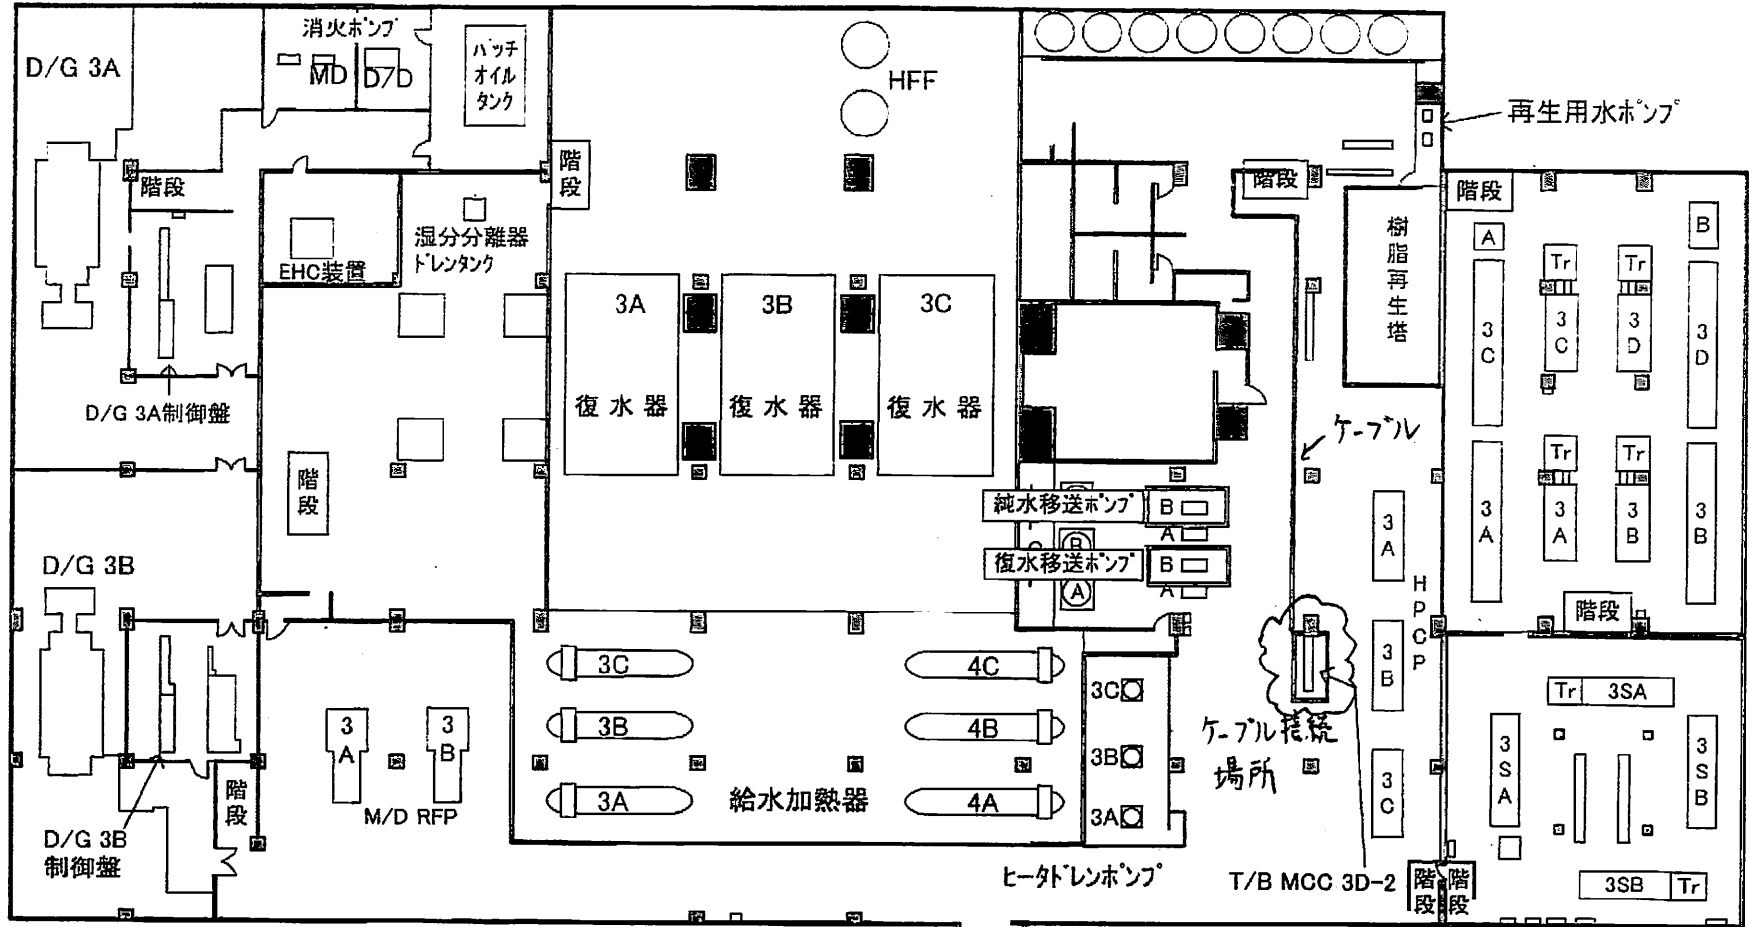 消火ポンプ
MD
D/D
バッチ
オイル
タンク
D/G 3A
HFF
再生用水ポンプ
階段
階段
階段
階段
樹脂再生塔
EHC装置
湿分分離器
ドレンタンク
A
B
Tr
Tr
3C
3D
3C
3D
3A
復水器
3B
復水器
3C
復水器
D/G 3A制御盤
ケーブル
階段
Tr
Tr
3A
3A
3B
3B
純水移送ポンプ
B
A
B
復水移送ポンプ
B
A
A
3A
HPCP
D/G 3B
階段
3C
3B
3A
4C
4B
4A
給水加熱器
3C
3B
3A
3B
3C
ケーブル接続
場所
Tr
3SA
3SA
3SB
3SB
Tr
3A
3B
M/D RFP
階段
D/G 3B
制御盤
ヒータドレンポンプ
T/B MCC 3D-2
階段
階段